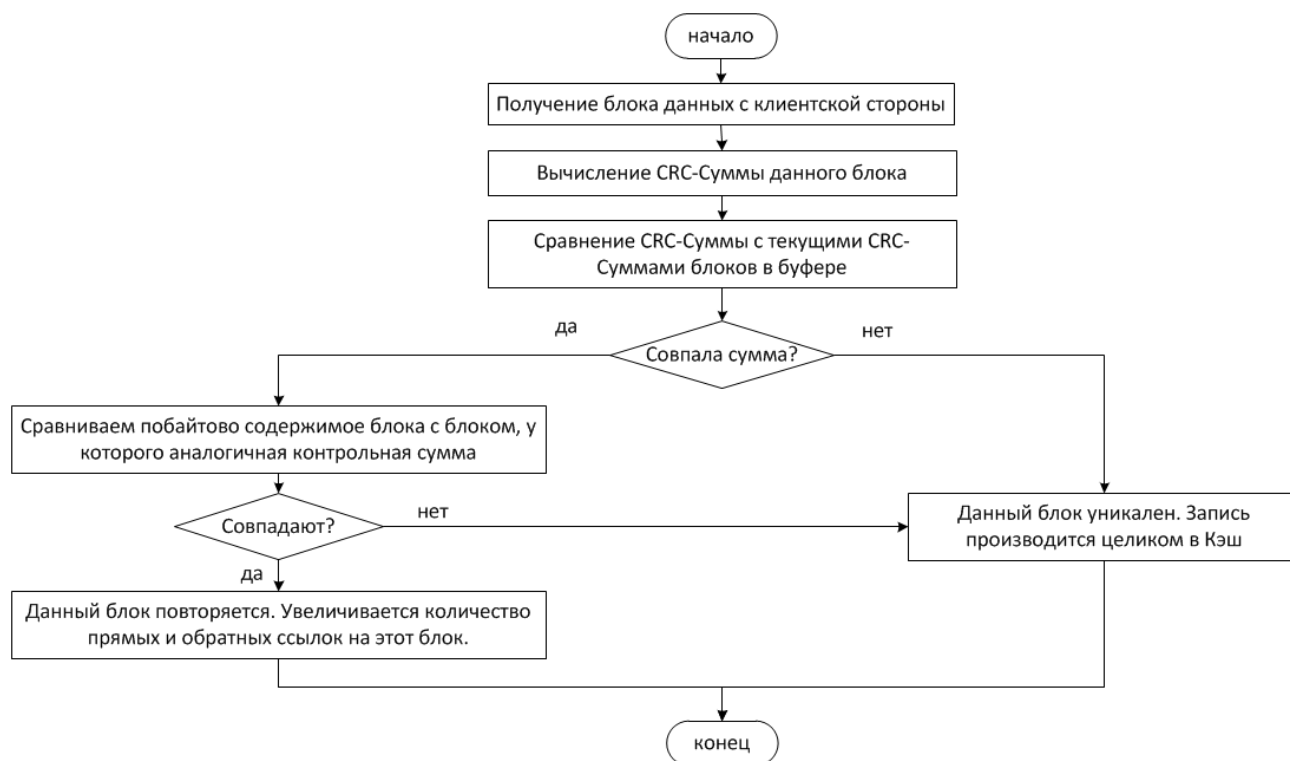 начало
Получение блока данных с клиентской стороны
Вычисление CRC-Суммы данного блока
Сравнение CRC-Суммы с текущими CRC-
Суммами блоков в буфере
да
нет
Совпала сумма?
Сравниваем побайтово содержимое блока с блоком, у
которого аналогичная контрольная сумма
Совпадают?
нет
Данный блок уникален. Запись
производится целиком в Кэш
да
Данный блок повторяется. Увеличивается количество
прямых и обратных ссылок на этот блок.
конец